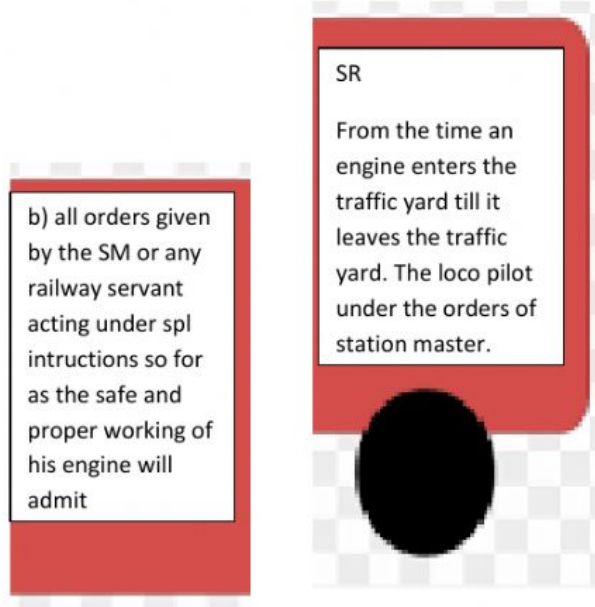 b) all orders given
by the SM or any
railway servant
acting under spl
intructions so for
as the safe and
proper working of
his engine will
admit
SR
From the time an
engine enters the
traffic yard till it
leaves the traffic
yard. The loco pilot
under the orders of
station master.